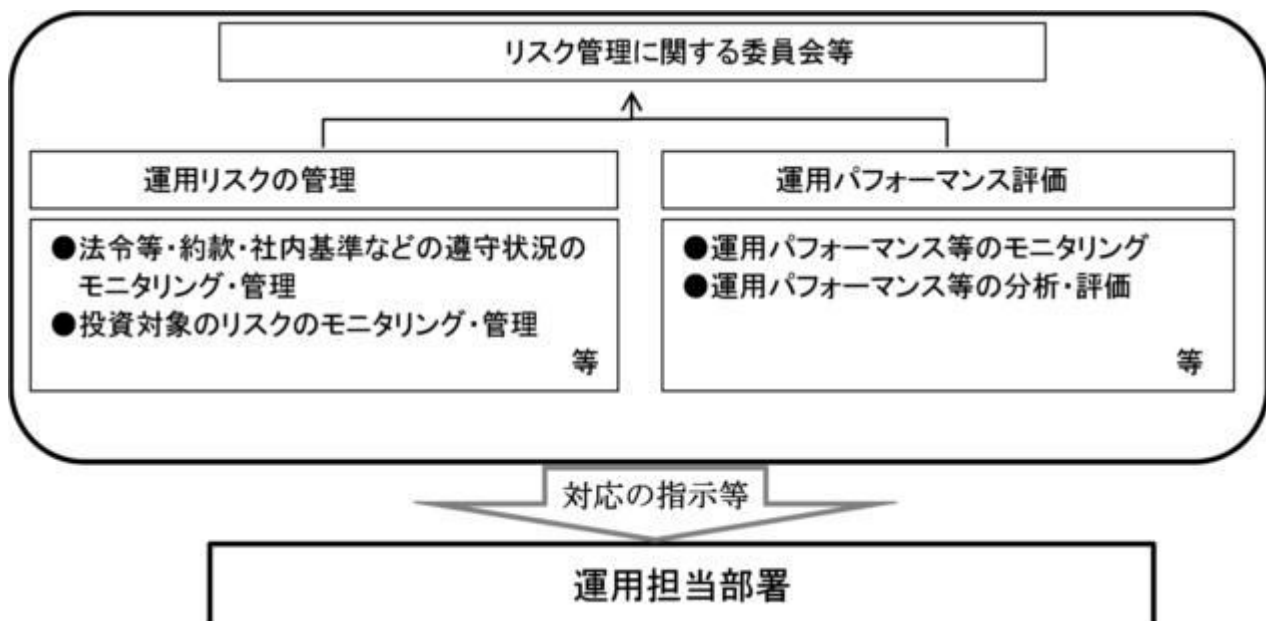 リスク管理に関する委員会等
運用リスクの管理
●法令等・約款・社内基準などの遵守状況の
モニタリング・管理
●投資対象のリスクのモニタリング・管理
等
運用パフォーマンス評価
●運用パフォーマンス等のモニタリング
●運用パフォーマンス等の分析・評価
等
対応の指示等
運用担当部署